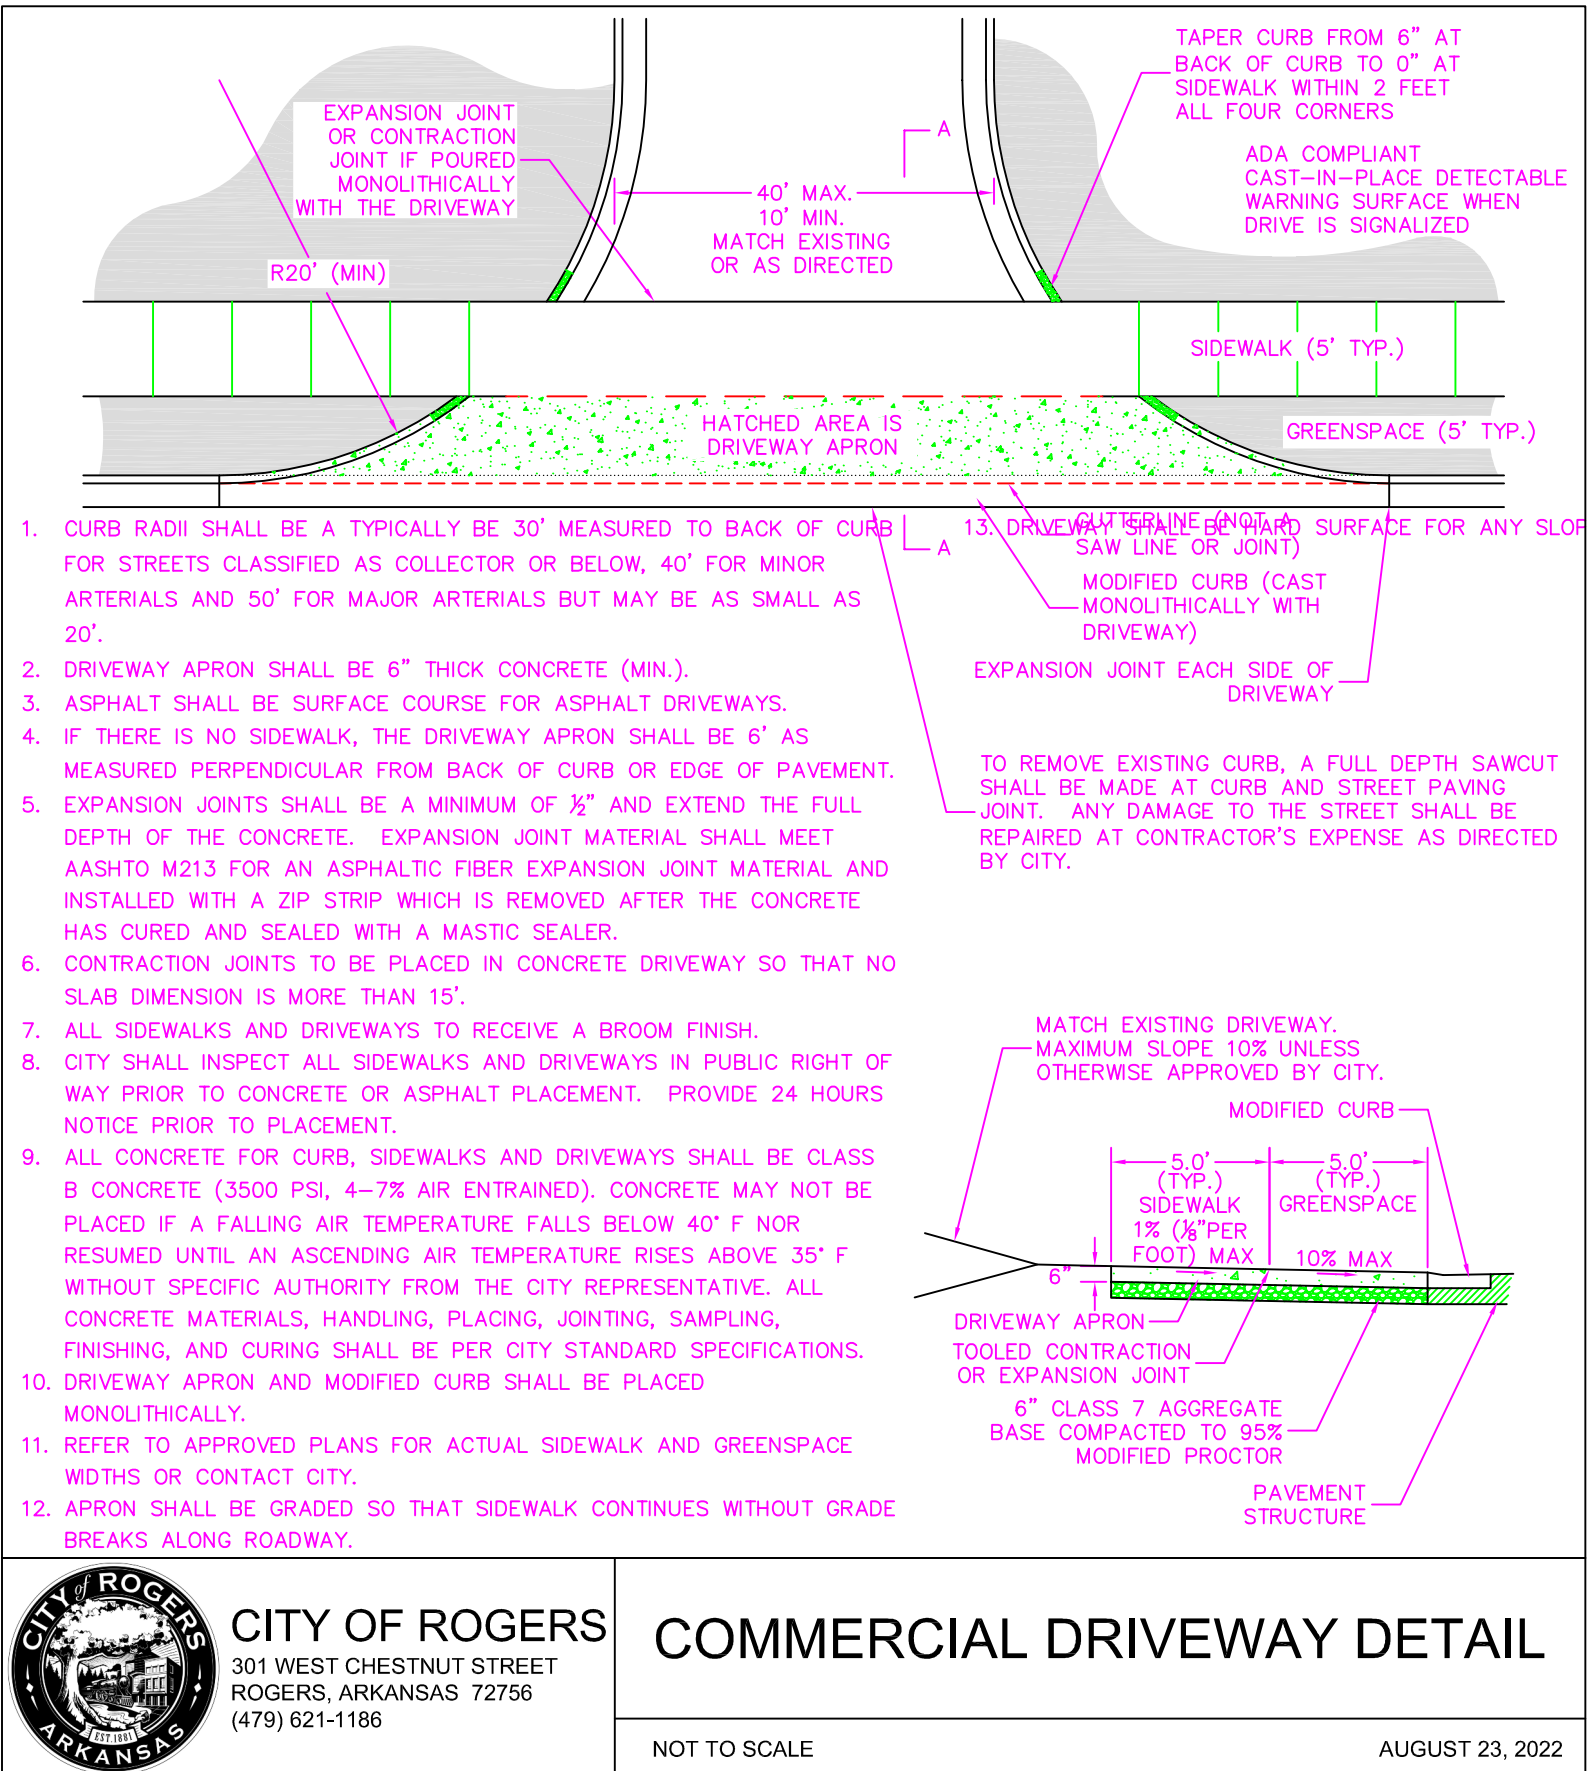 TAPER CURB FROM 6” AT
BACK OF CURB TO 0” AT
SIDEWALK WITHIN 2 FEET
ALL FOUR CORNERS
EXPANSION JOINT
OR CONTRACTION
JOINT IF POURED
MONOLITHICALLY
WITH THE DRIVEWAY
A
ADA COMPLIANT
CAST-IN-PLACE DETECTABLE
WARNING SURFACE WHEN
DRIVE IS SIGNALIZED
40’ MAX.
10’ MIN.
MATCH EXISTING
OR AS DIRECTED
R20’ (MIN)
SIDEWALK (5’ TYP.)
HATCHED AREA IS
DRIVEWAY APRON
GREENSPACE (5’ TYP.)
1. CURB RADII SHALL BE A TYPICALLY BE 30’ MEASURED TO BACK OF CURB
FOR STREETS CLASSIFIED AS COLLECTOR OR BELOW, 40’ FOR MINOR
ARTERIALS AND 50’ FOR MAJOR ARTERIALS BUT MAY BE AS SMALL AS
20’.
2. DRIVEWAY APRON SHALL BE 6” THICK CONCRETE (MIN.).
3. ASPHALT SHALL BE SURFACE COURSE FOR ASPHALT DRIVEWAYS.
4. IF THERE IS NO SIDEWALK, THE DRIVEWAY APRON SHALL BE 6’ AS
MEASURED PERPENDICULAR FROM BACK OF CURB OR EDGE OF PAVEMENT.
5. EXPANSION JOINTS SHALL BE A MINIMUM OF ½” AND EXTEND THE FULL
DEPTH OF THE CONCRETE. EXPANSION JOINT MATERIAL SHALL MEET
AASHTO M213 FOR AN ASPHALTIC FIBER EXPANSION JOINT MATERIAL AND
INSTALLED WITH A ZIP STRIP WHICH IS REMOVED AFTER THE CONCRETE
HAS CURED AND SEALED WITH A MASTIC SEALER.
6. CONTRACTION JOINTS TO BE PLACED IN CONCRETE DRIVEWAY SO THAT NO
SLAB DIMENSION IS MORE THAN 15’.
7. ALL SIDEWALKS AND DRIVEWAYS TO RECEIVE A BROOM FINISH.
8. CITY SHALL INSPECT ALL SIDEWALKS AND DRIVEWAYS IN PUBLIC RIGHT OF
WAY PRIOR TO CONCRETE OR ASPHALT PLACEMENT. PROVIDE 24 HOURS
NOTICE PRIOR TO PLACEMENT.
9. ALL CONCRETE FOR CURB, SIDEWALKS AND DRIVEWAYS SHALL BE CLASS
B CONCRETE (3500 PSI, 4-7% AIR ENTRAINED). CONCRETE MAY NOT BE
PLACED IF A FALLING AIR TEMPERATURE FALLS BELOW 40° F NOR
RESUMED UNTIL AN ASCENDING AIR TEMPERATURE RISES ABOVE 35° F
WITHOUT SPECIFIC AUTHORITY FROM THE CITY REPRESENTATIVE. ALL
CONCRETE MATERIALS, HANDLING, PLACING, JOINTING, SAMPLING,
FINISHING, AND CURING SHALL BE PER CITY STANDARD SPECIFICATIONS.
10. DRIVEWAY APRON AND MODIFIED CURB SHALL BE PLACED
MONOLITHICALLY.
11. REFER TO APPROVED PLANS FOR ACTUAL SIDEWALK AND GREENSPACE
WIDTHS OR CONTACT CITY.
12. APRON SHALL BE GRADED SO THAT SIDEWALK CONTINUES WITHOUT GRADE
BREAKS ALONG ROADWAY.
A
13. DRIVEWAY SHALL BE HARD SURFACE FOR ANY SLOP
GUTTERLINE (NOT A
SAW LINE OR JOINT)
MODIFIED CURB (CAST
MONOLITHICALLY WITH
DRIVEWAY)
EXPANSION JOINT EACH SIDE OF
DRIVEWAY
TO REMOVE EXISTING CURB, A FULL DEPTH SAWCUT
SHALL BE MADE AT CURB AND STREET PAVING
JOINT. ANY DAMAGE TO THE STREET SHALL BE
REPAIRED AT CONTRACTOR’S EXPENSE AS DIRECTED
BY CITY.
MATCH EXISTING DRIVEWAY.
MAXIMUM SLOPE 10% UNLESS
OTHERWISE APPROVED BY CITY.
MODIFIED CURB
5.0’
(TYP.)
SIDEWALK
1% (⅛”PER
FOOT) MAX
5.0’
(TYP.)
GREENSPACE
10% MAX
6”
DRIVEWAY APRON
TOOLED CONTRACTION
OR EXPANSION JOINT
6” CLASS 7 AGGREGATE
BASE COMPACTED TO 95%
MODIFIED PROCTOR
PAVEMENT
STRUCTURE
CITY of ROGERS
EST.1881
ARKANSAS
CITY OF ROGERS
301 WEST CHESTNUT STREET
ROGERS, ARKANSAS 72756
(479) 621-1186
COMMERCIAL DRIVEWAY DETAIL
NOT TO SCALE
AUGUST 23, 2022